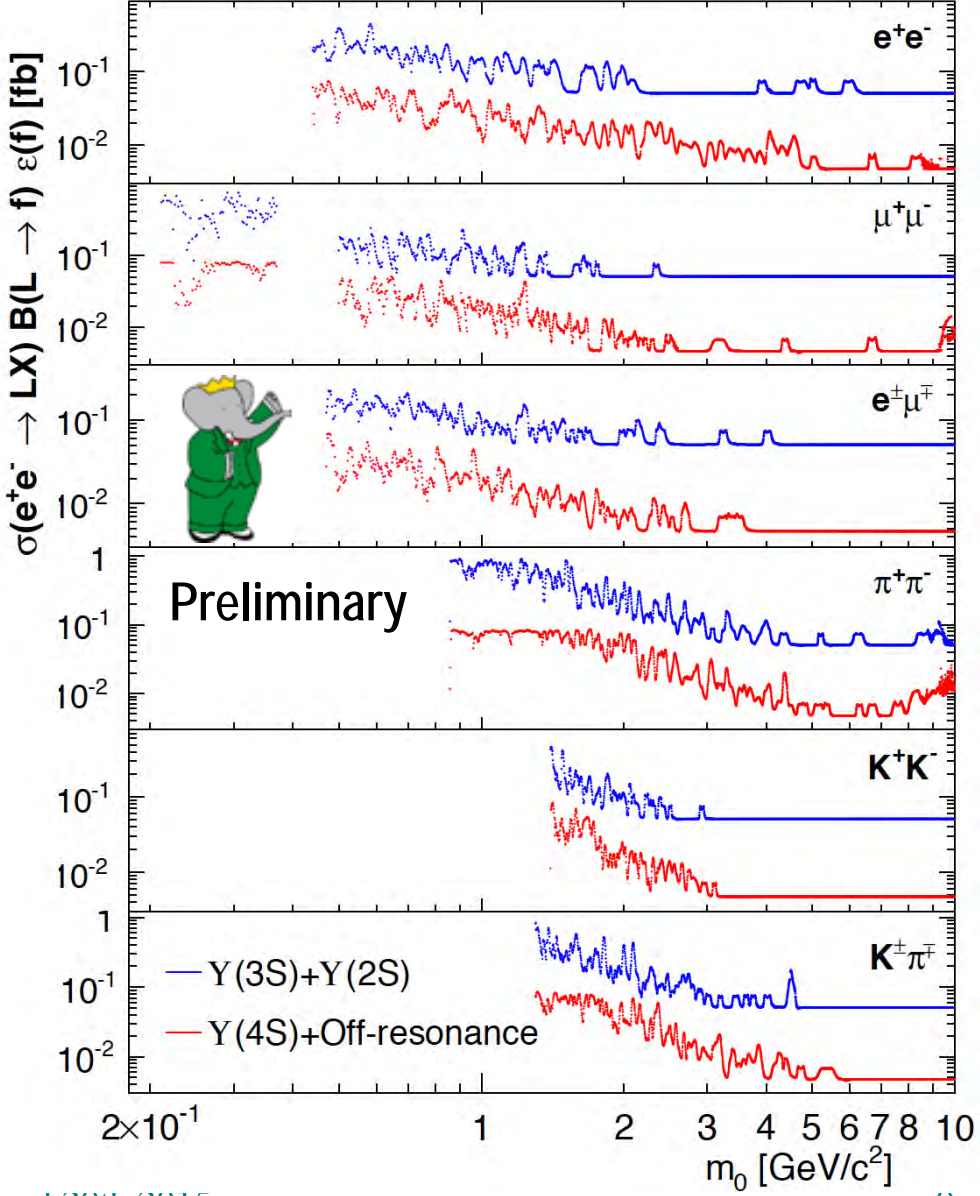 σ(e⁺e⁻ → LX) B(L → f) ε(f) [fb]
e⁺e⁻
10⁻¹
10⁻²
μ⁺μ⁻
10⁻¹
10⁻²
e±μ∓
10⁻¹
10⁻²
π⁺π⁻
Preliminary
1
10⁻¹
10⁻²
K⁺K⁻
10⁻¹
10⁻²
K±π∓
1
10⁻¹
10⁻²
Υ(3S)+Υ(2S)
Υ(4S)+Off-resonance
2×10⁻¹ 1 2 3 4 5 6 7 8 10
m₀ [GeV/c²]